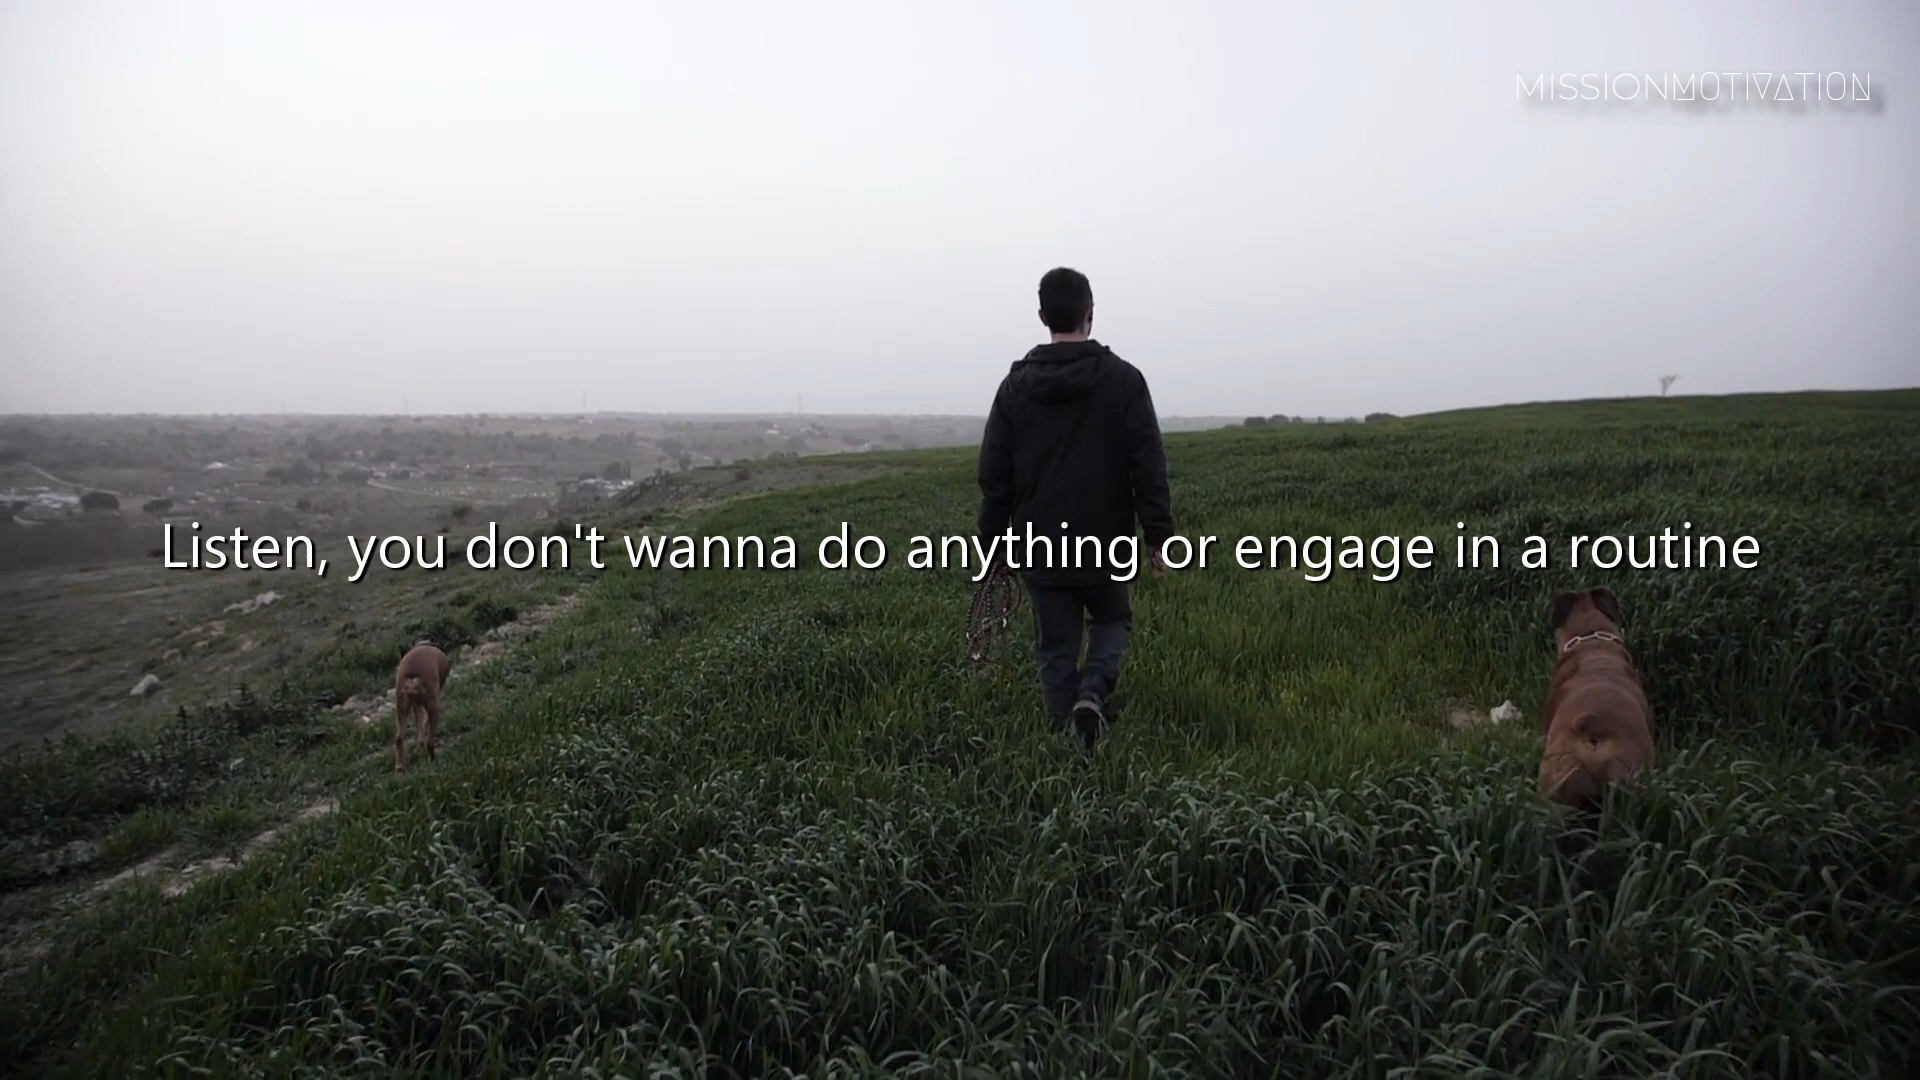 MISSIONMOTIVATION
Listen, you don't wanna do anything or engage in a routine